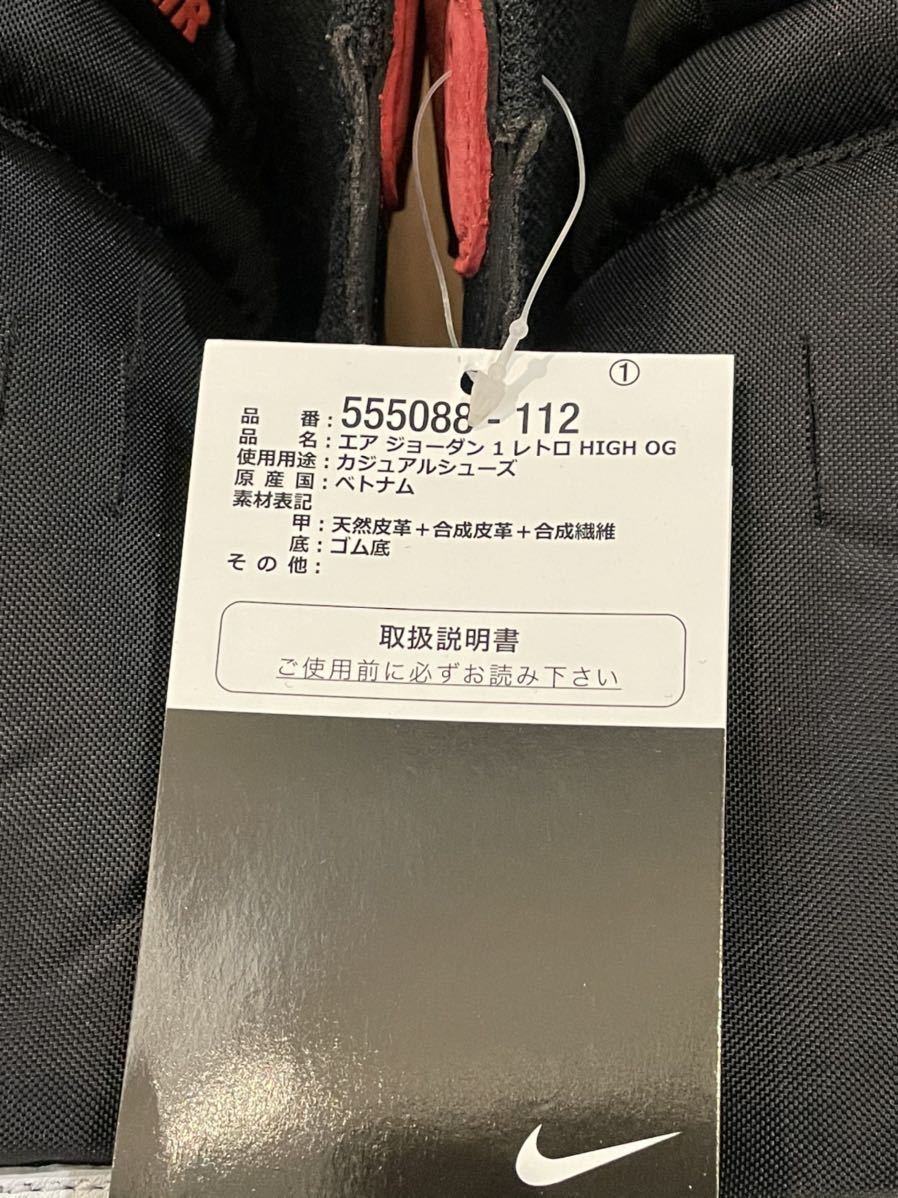 IR
①
品番：555088 - 112
品名：エア ジョーダン 1 レトロ HIGH OG
使用用途：カジュアルシューズ
原産国：ベトナム
素材表記
甲：天然皮革＋合成皮革＋合成繊維
底：ゴム底
その他：
取扱説明書
ご使用前に必ずお読み下さい